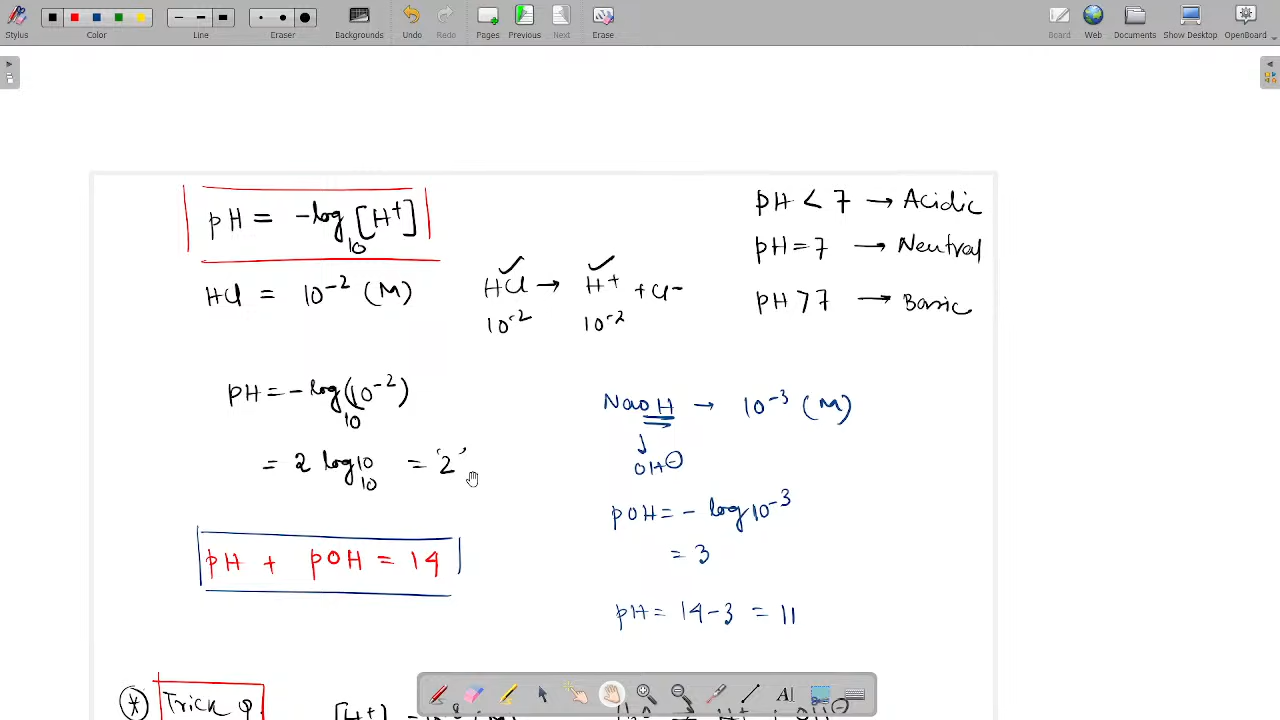 Stylus Color Line Eraser Backgrounds Undo Redo Pages Previous Next Erase Board Web Documents Show Desktop OpenBoard
pH = -log₁₀[H⁺]
HCl = 10⁻² (M)
HCl → H⁺ + Cl⁻
10⁻² 10⁻²
pH < 7 → Acidic
pH = 7 → Neutral
pH > 7 → Basic
pH = -log₁₀(10⁻²)
= 2 log₁₀10 = '2'
pH + pOH = 14
NaOH → 10⁻³ (M)
↓
OH⊖
pOH = - log 10⁻³
= 3
pH = 14 - 3 = 11
* Trick Q